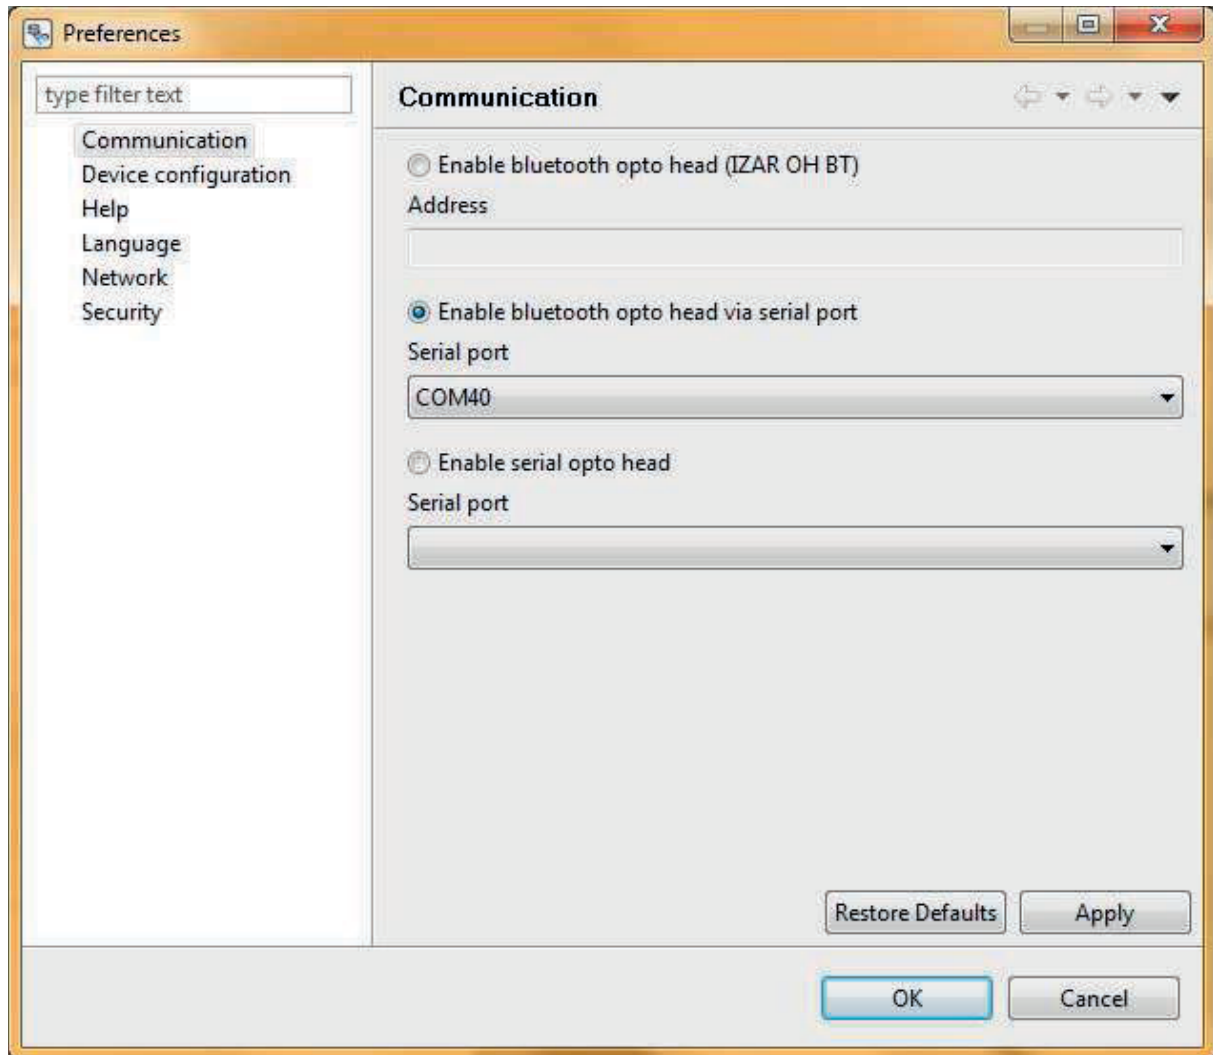 Preferences
type filter text
Communication
Device configuration
Help
Language
Network
Security
Communication
Enable bluetooth opto head (IZAR OH BT)
Address
Enable bluetooth opto head via serial port
Serial port
COM40
Enable serial opto head
Serial port
Restore Defaults
Apply
OK
Cancel